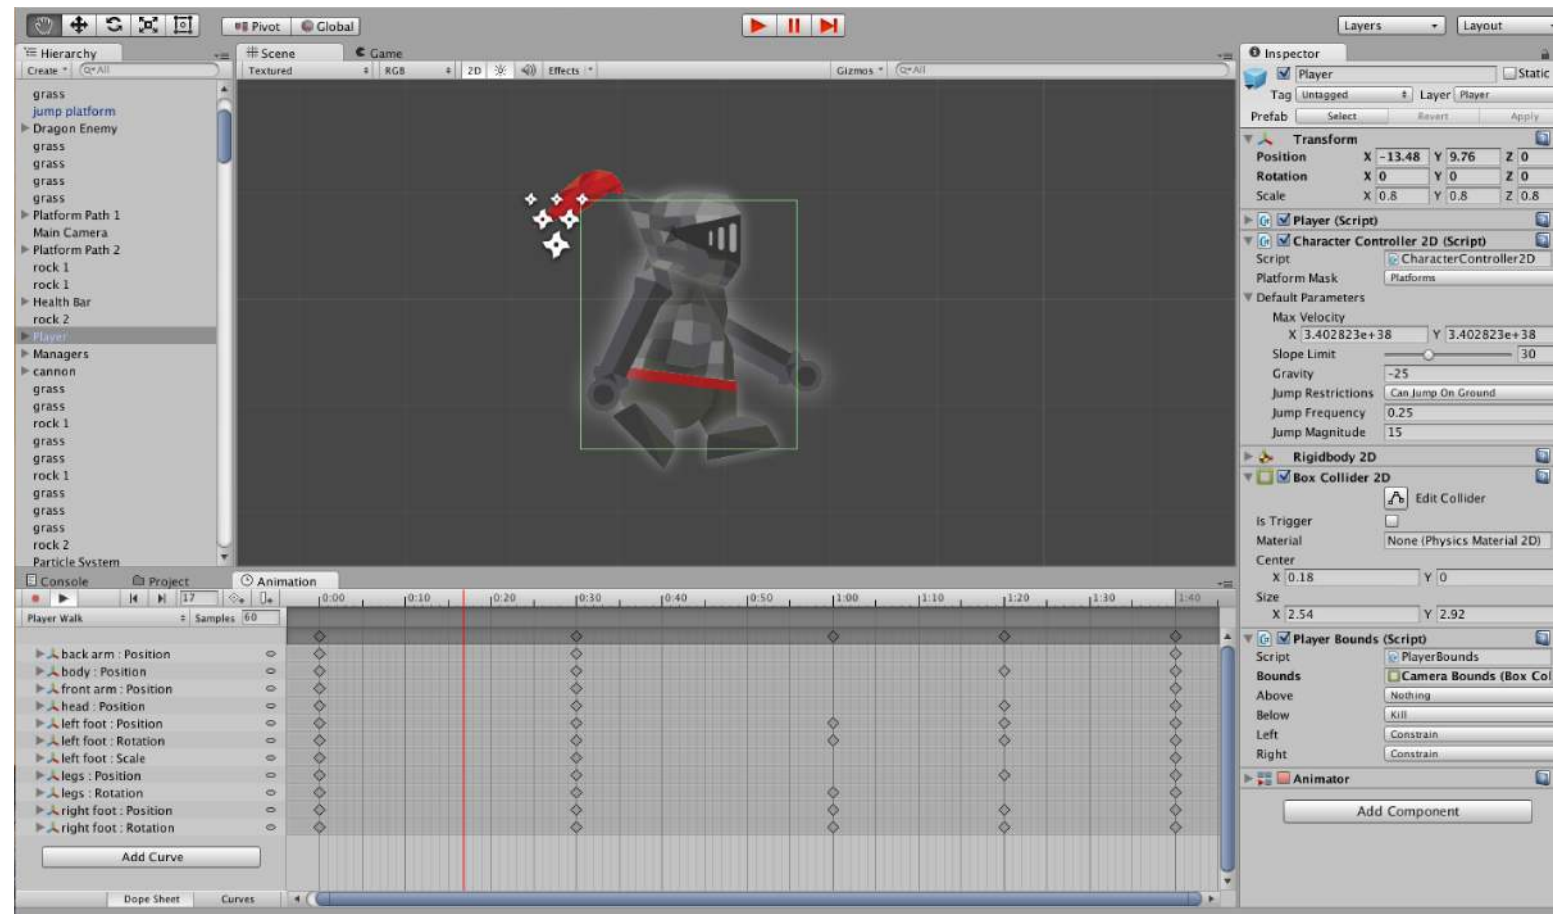 Pivot Global Layers Layout
Hierarchy
Create All
grass
jump platform
Dragon Enemy
grass
grass
grass
grass
Platform Path 1
Main Camera
Platform Path 2
rock 1
rock 1
Health Bar
rock 2
Player
Managers
cannon
grass
grass
rock 1
grass
grass
rock 1
grass
grass
grass
rock 2
Particle System
Scene Game
Textured RGB 2D Effects Gizmos All
Inspector
Player Static
Tag Untagged Layer Player
Prefab Select Revert Apply
Transform
Position X -13.48 Y 9.76 Z 0
Rotation X 0 Y 0 Z 0
Scale X 0.8 Y 0.8 Z 0.8
Player (Script)
Character Controller 2D (Script)
Script CharacterController2D
Platform Mask Platforms
Default Parameters
Max Velocity
X 3.402823e+38 Y 3.402823e+38
Slope Limit 30
Gravity -25
Jump Restrictions Can Jump On Ground
Jump Frequency 0.25
Jump Magnitude 15
Rigidbody 2D
Box Collider 2D
Edit Collider
Is Trigger
Material None (Physics Material 2D)
Center
X 0.18 Y 0
Size
X 2.54 Y 2.92
Player Bounds (Script)
Script PlayerBounds
Bounds Camera Bounds (Box Col
Above Nothing
Below Kill
Left Constrain
Right Constrain
Animator
Add Component
Console Project Animation
17 0:00 0:10 0:20 0:30 0:40 0:50 1:00 1:10 1:20 1:30 1:40
Player Walk Samples 60
back arm : Position
body : Position
front arm : Position
head : Position
left foot : Position
left foot : Rotation
left foot : Scale
legs : Position
legs : Rotation
right foot : Position
right foot : Rotation
Add Curve
Dope Sheet Curves